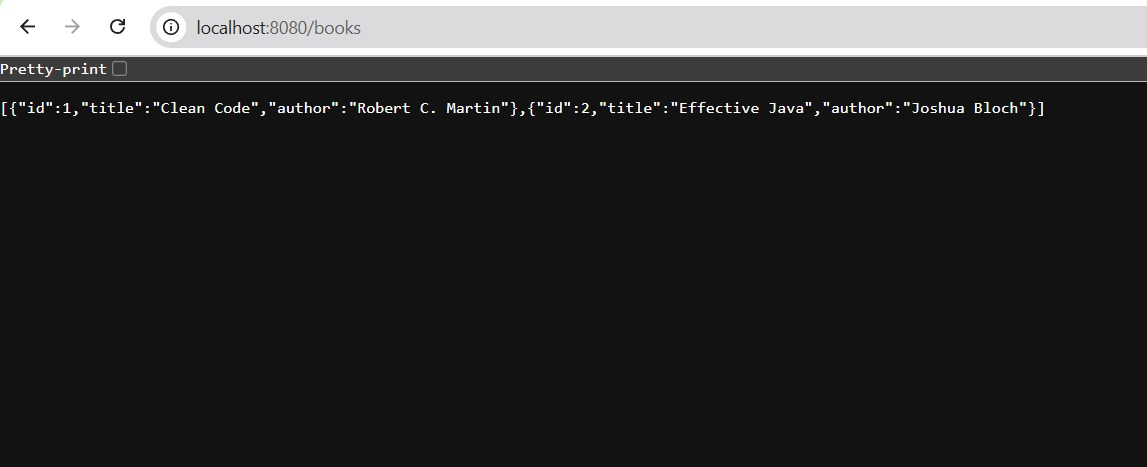 localhost:8080/books
Pretty-print
[{"id":1,"title":"Clean Code","author":"Robert C. Martin"},{"id":2,"title":"Effective Java","author":"Joshua Bloch"}]